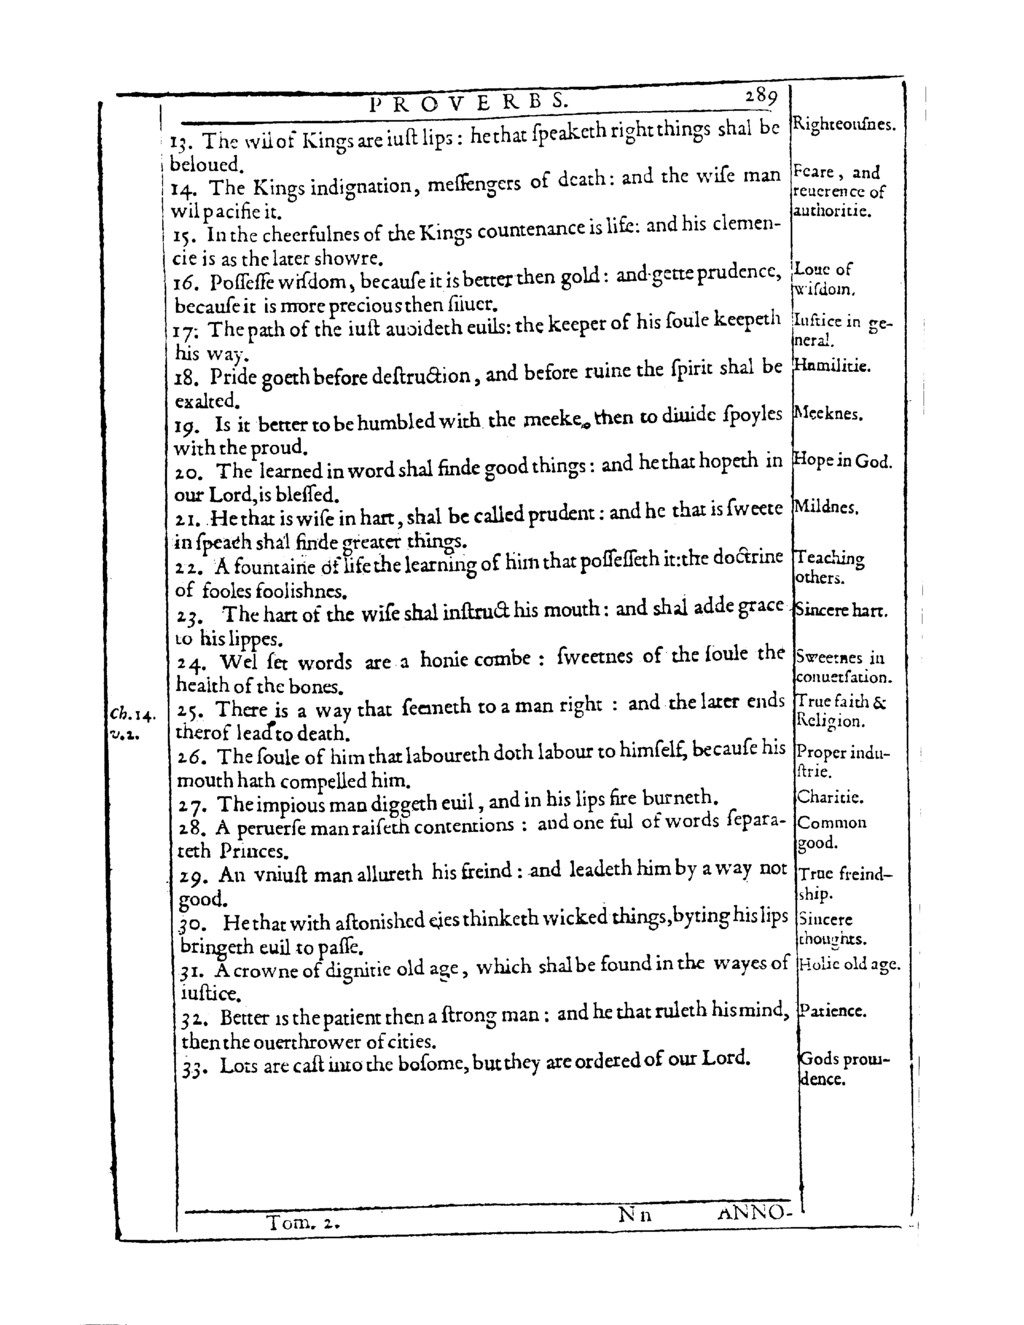 PROVERBS. 289
13. The wil of Kings are iuſt lips: he that ſpeaketh right things shal be
beloued.
Righteouſnes.
14. The Kings indignation, meſſengers of death: and the wiſe man
wil pacifie it.
Feare, and
reuerence of
authoritie.
15. In the cheerfulnes of the Kings countenance is life: and his clemen-
cie is as the later showre.
16. Poſſeſſe wiſdom, becauſe it is better then gold: and gette prudence,
becauſe it is more precious then ſiluer.
Loue of
wiſdom.
17. The path of the iuſt auoideth euils: the keeper of his ſoule keepeth
his way.
Iuſtice in ge-
neral.
18. Pride goeth before deſtruction, and before ruine the ſpirit shal be
exalted.
Humilitie.
19. Is it better to be humbled with the meeke, then to diuide ſpoyles
with the proud.
Meeknes.
20. The learned in word shal finde good things: and he that hopeth in
our Lord, is bleſſed.
Hope in God.
21. He that is wiſe in hart, shal be called prudent: and he that is ſweete
in ſpeach shal finde greater things.
Mildnes.
22. A fountaine of life the learning of him that poſſeſſeth it: the doctrine
of fooles foolishnes.
Teaching
others.
23. The hart of the wiſe shal inſtruct his mouth: and shal adde grace
to his lippes.
Sincere hart.
24. Wel ſet words are a honie combe: ſweetnes of the ſoule the
health of the bones.
Sweetnes in
conuerſation.
Ch.14.
v.2.
25. There is a way that ſeemeth to a man right: and the later ends
therof lead to death.
True faith &
Religion.
26. The ſoule of him that laboureth doth labour to himſelf, becauſe his
mouth hath compelled him.
Proper indu-
ſtrie.
27. The impious man diggeth euil, and in his lips fire burneth.
Charitie.
28. A peruerſe man raiſeth contentions: and one ful of words ſepara-
teth Princes.
Common
good.
29. An vniuſt man allureth his freind: and leadeth him by a way not
good.
True freind-
ship.
30. He that with aſtonished eies thinketh wicked things, byting his lips
bringeth euil to paſſe.
Sincere
thoughts.
31. A crowne of dignitie old age, which shal be found in the wayes of
iuſtice.
Holie old age.
32. Better is the patient then a ſtrong man: and he that ruleth his mind,
then the ouerthrower of cities.
Patience.
33. Lots are caſt into the boſome, but they are ordered of our Lord.
Gods proui-
dence.
Tom. 2. Nn ANNO-